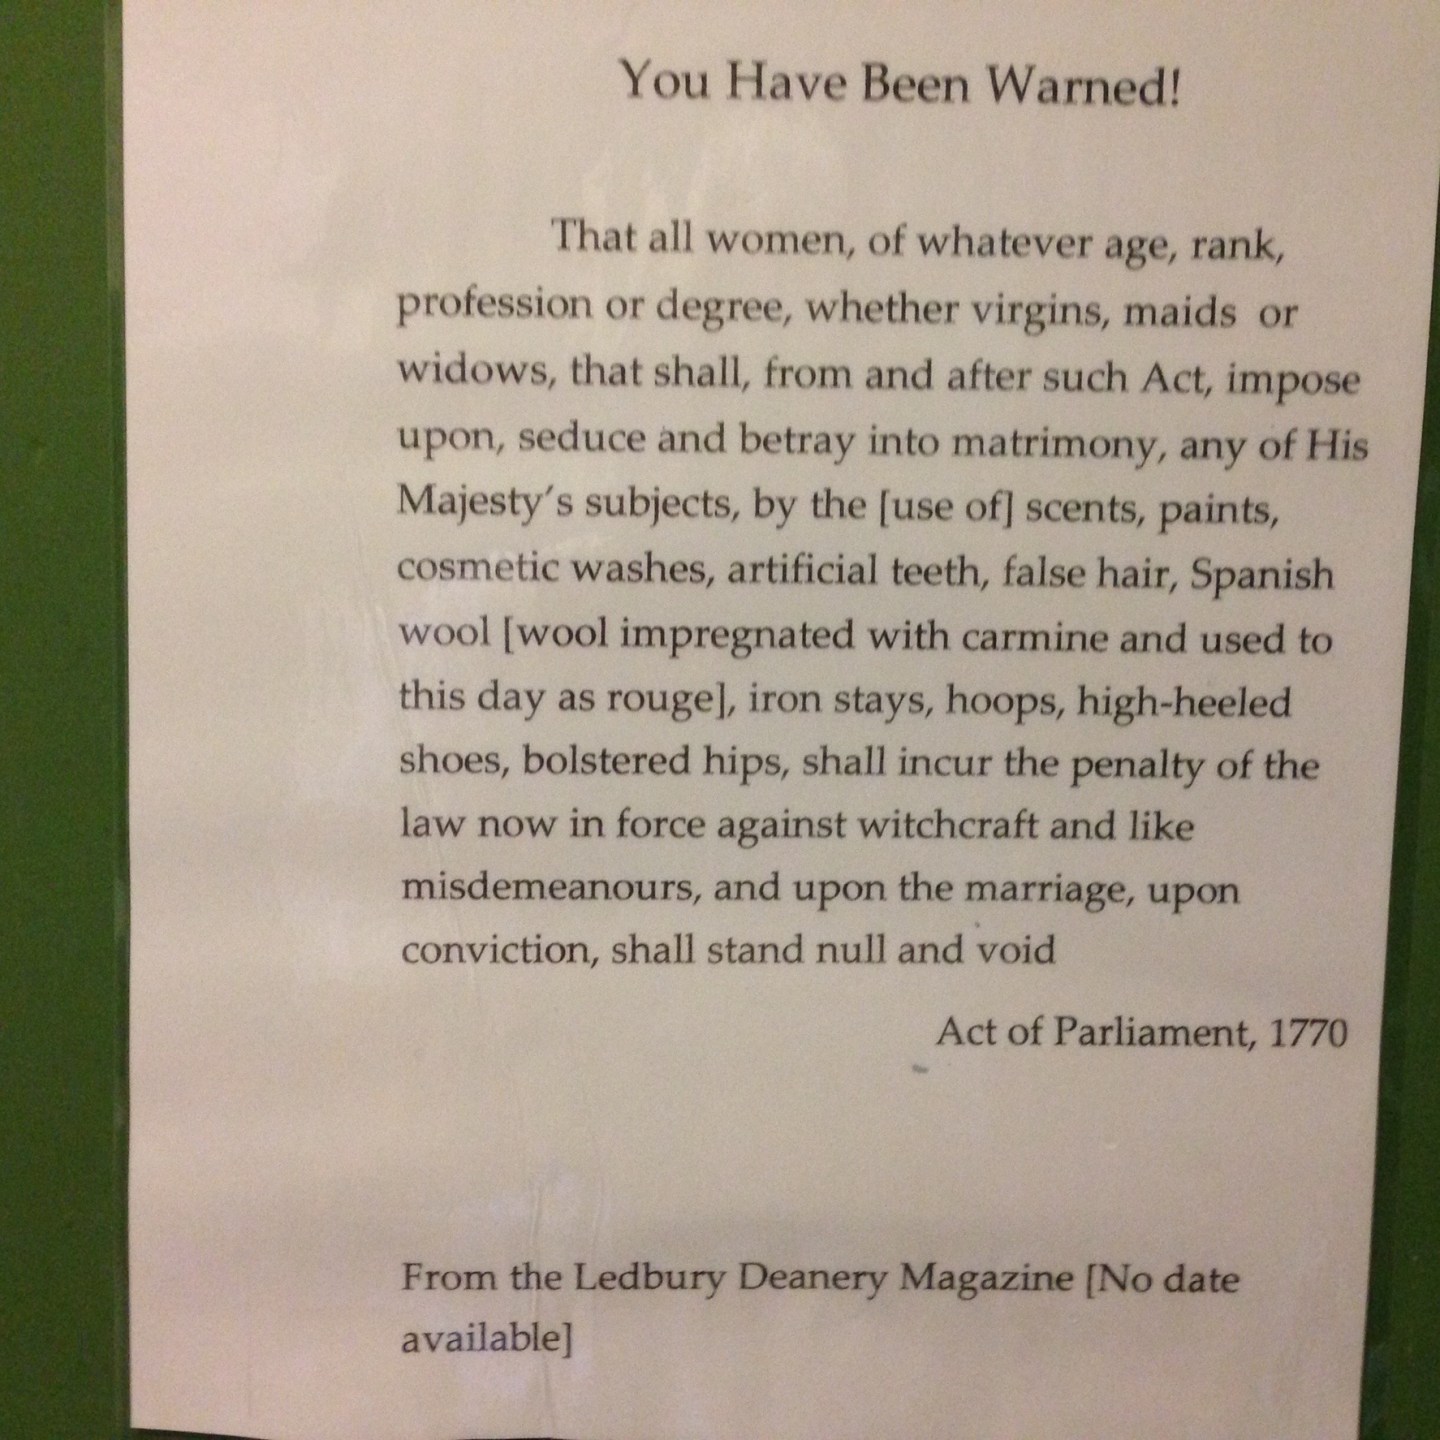 You Have Been Warned!
That all women, of whatever age, rank,
profession or degree, whether virgins, maids or
widows, that shall, from and after such Act, impose
upon, seduce and betray into matrimony, any of His
Majesty's subjects, by the [use of] scents, paints,
cosmetic washes, artificial teeth, false hair, Spanish
wool [wool impregnated with carmine and used to
this day as rouge], iron stays, hoops, high-heeled
shoes, bolstered hips, shall incur the penalty of the
law now in force against witchcraft and like
misdemeanours, and upon the marriage, upon
conviction, shall stand null and void
Act of Parliament, 1770
From the Ledbury Deanery Magazine [No date
available]